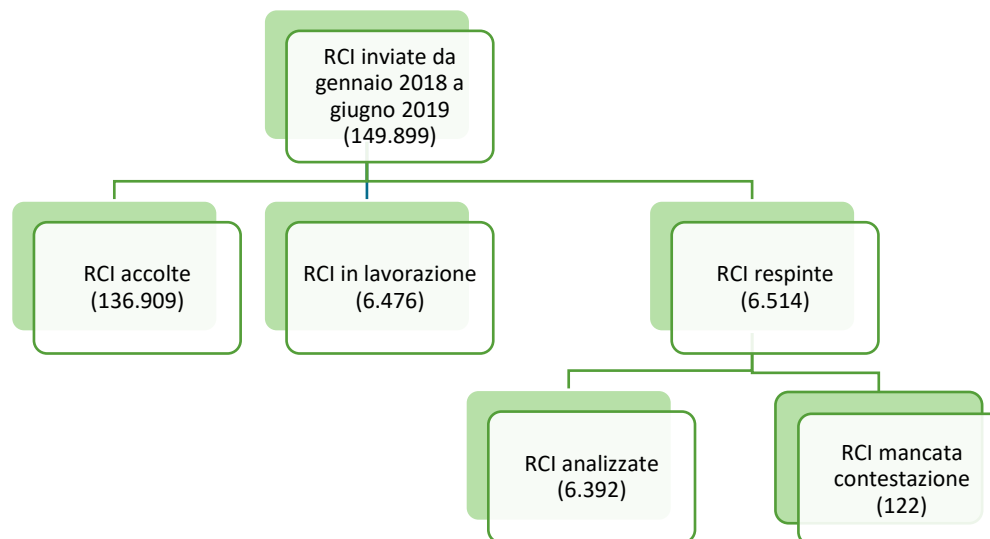 RCI inviate da
gennaio 2018 a
giugno 2019
(149.899)
RCI accolte
(136.909)
RCI in lavorazione
(6.476)
RCI respinte
(6.514)
RCI analizzate
(6.392)
RCI mancata
contestazione
(122)